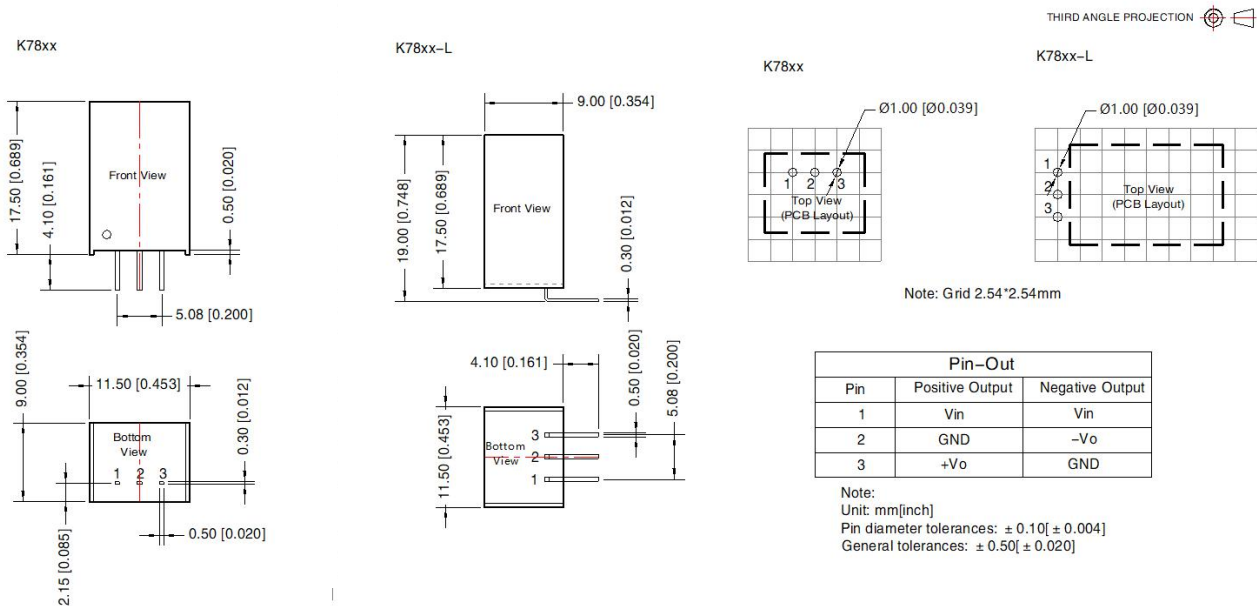 THIRD ANGLE PROJECTION
K78xx
17.50 [0.689]
4.10 [0.161]
Front View
0.50 [0.020]
5.08 [0.200]
9.00 [0.354]
11.50 [0.453]
Bottom
View
1 2 3
0.30 [0.012]
0.50 [0.020]
2.15 [0.085]
K78xx–L
9.00 [0.354]
19.00 [0.748]
17.50 [0.689]
Front View
0.30 [0.012]
4.10 [0.161]
0.50 [0.020]
5.08 [0.200]
11.50 [0.453]
Bottom
View
3
2
1
K78xx
Ø1.00 [Ø0.039]
1 2 3
Top View
(PCB Layout)
K78xx–L
Ø1.00 [Ø0.039]
1
2
3
Top View
(PCB Layout)
Note: Grid 2.54*2.54mm
Pin–Out
Pin Positive Output Negative Output
1 Vin Vin
2 GND –Vo
3 +Vo GND
Note:
Unit: mm[inch]
Pin diameter tolerances: ± 0.10[ ± 0.004]
General tolerances: ± 0.50[ ± 0.020]